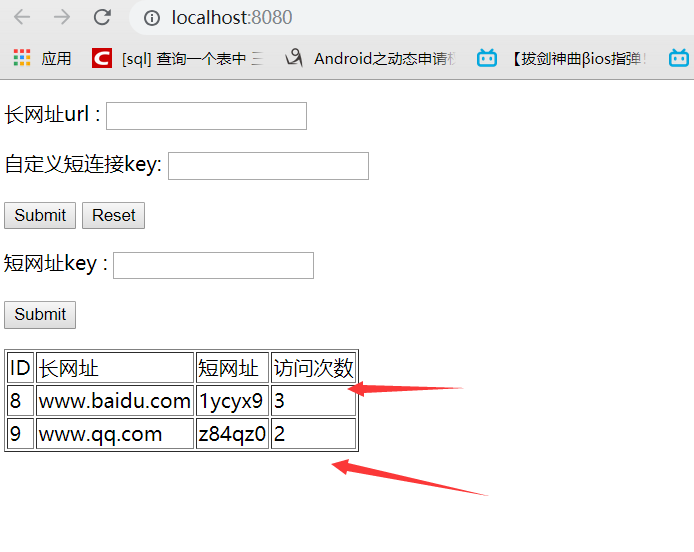 localhost:8080
应用 [sql] 查询一个表中 Android之动态申请 【拔剑神曲βios指弹!
长网址url :
自定义短连接key:
Submit Reset
短网址key :
Submit
ID 长网址 短网址 访问次数
8 www.baidu.com 1ycyx9 3
9 www.qq.com z84qz0 2